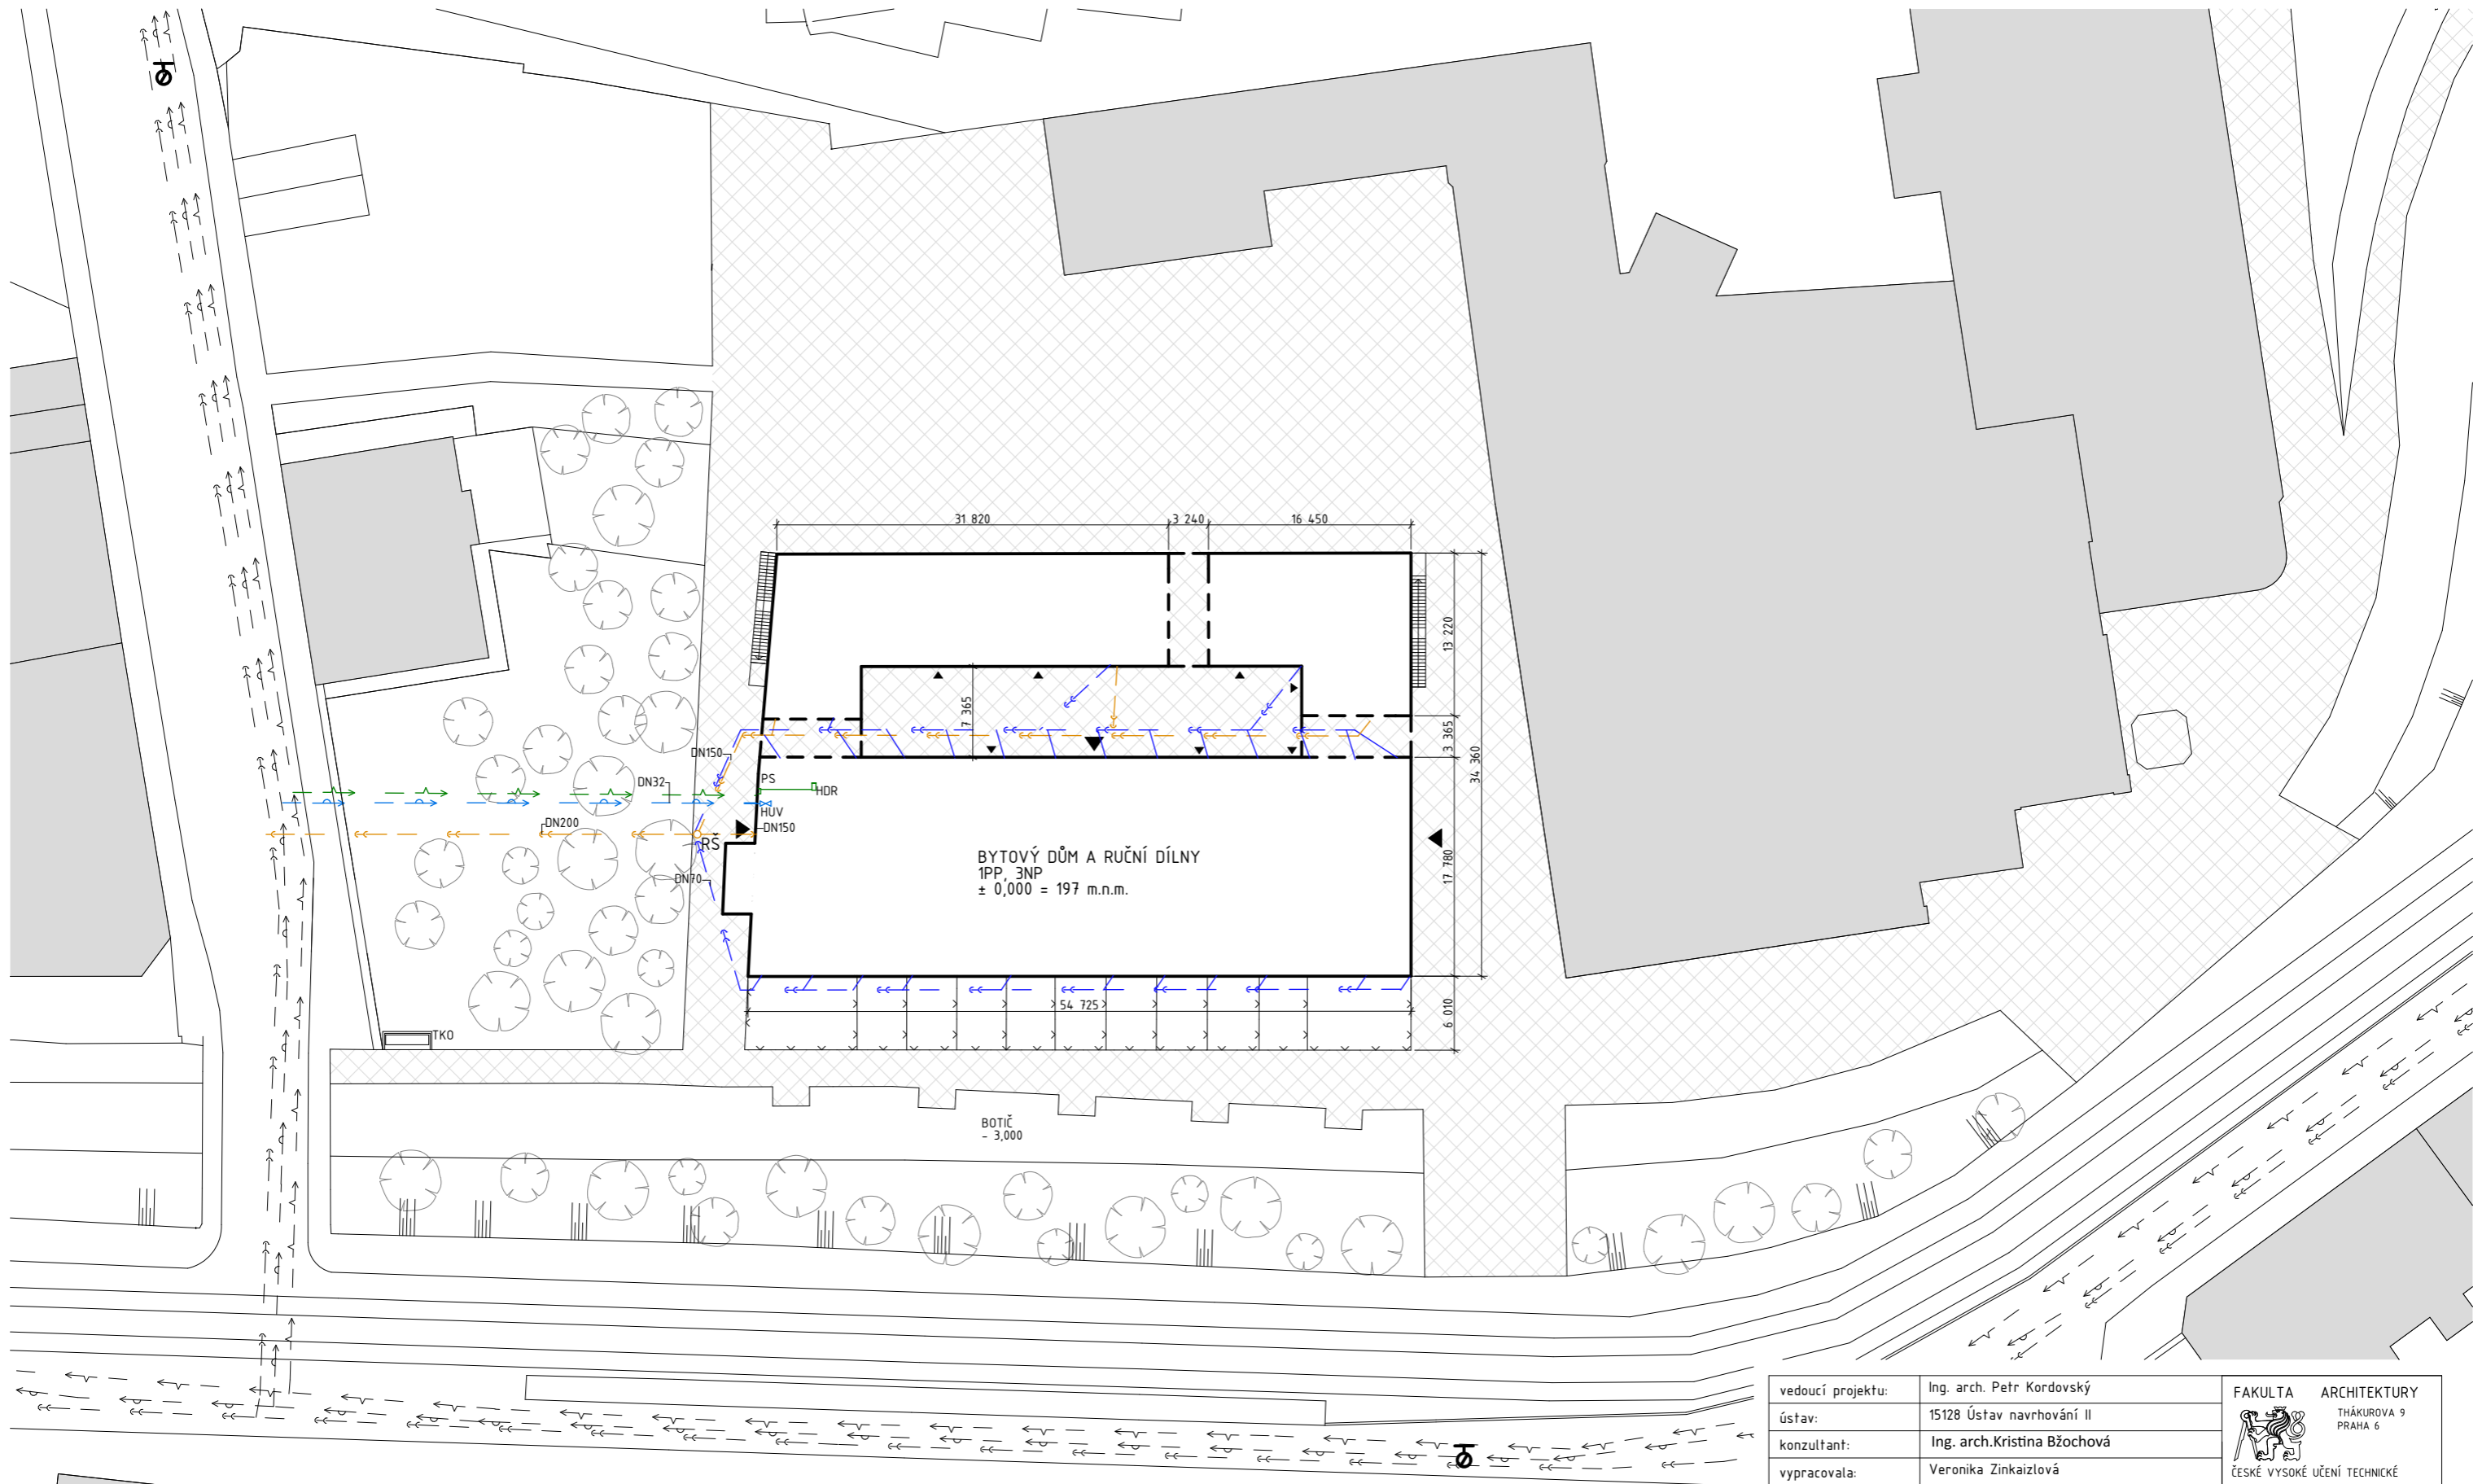 31 820
3 240
16 450
13 220
7 365
3 365
34 360
DN150
PS
DN32
HDR
HUV
DN200
DN150
RŠ
DN70
17 780
BYTOVÝ DŮM A RUČNÍ DÍLNY
1PP, 3NP
± 0,000 = 197 m.n.m.
54 725
6 010
TKO
BOTIČ
- 3,000
vedoucí projektu: Ing. arch. Petr Kordovský
ústav: 15128 Ústav navrhování II
konzultant: Ing. arch.Kristina Bžochová
vypracovala: Veronika Zinkaizlová
FAKULTA ARCHITEKTURY
THÁKUROVA 9
PRAHA 6
ČESKÉ VYSOKÉ UČENÍ TECHNICKÉ